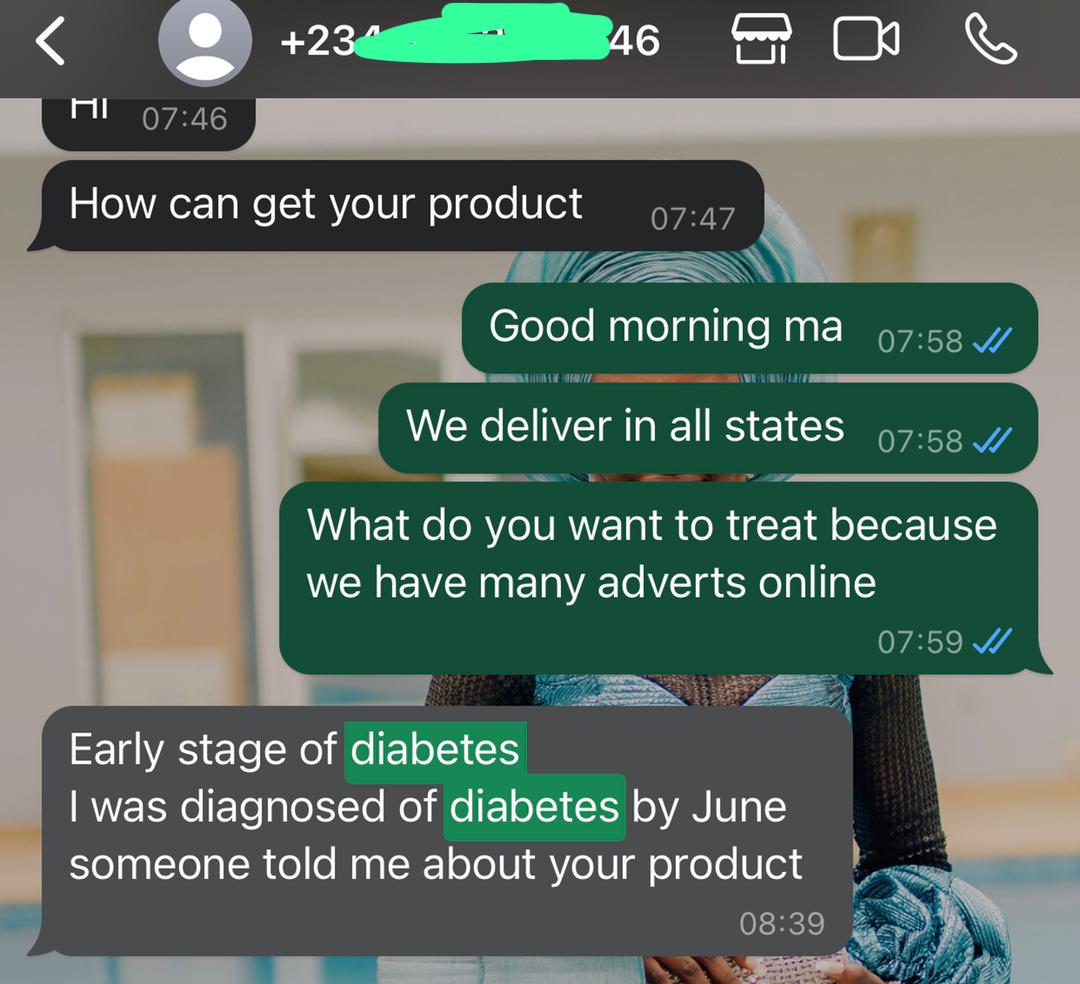 +234 46
Hi 07:46
How can get your product 07:47
Good morning ma 07:58
We deliver in all states 07:58
What do you want to treat because
we have many adverts online
07:59
Early stage of diabetes
I was diagnosed of diabetes by June
someone told me about your product
08:39